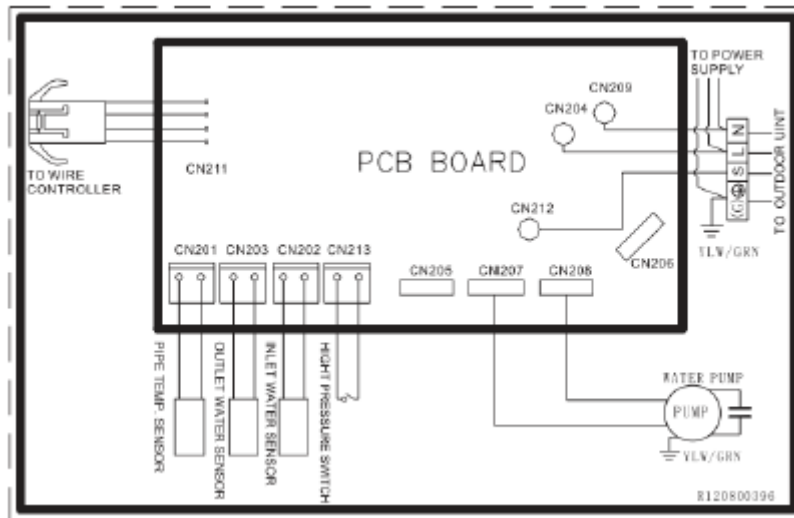 TO POWER
SUPPLY
CN209
CN204
N
L
S
TO OUTDOOR UINT
YLW/GRN
PCB BOARD
CN211
TO WIRE
CONTROLLER
CN212
CN206
CN201
CN203
CN202
CN213
CN205
CN207
CN208
PIPE TEMP. SENSOR
OUTLET WATER SENSOR
INLET WATER SENSOR
HIGHT PRESSURE SWITCH
WATER PUMP
PUMP
YLW/GRN
R120800396